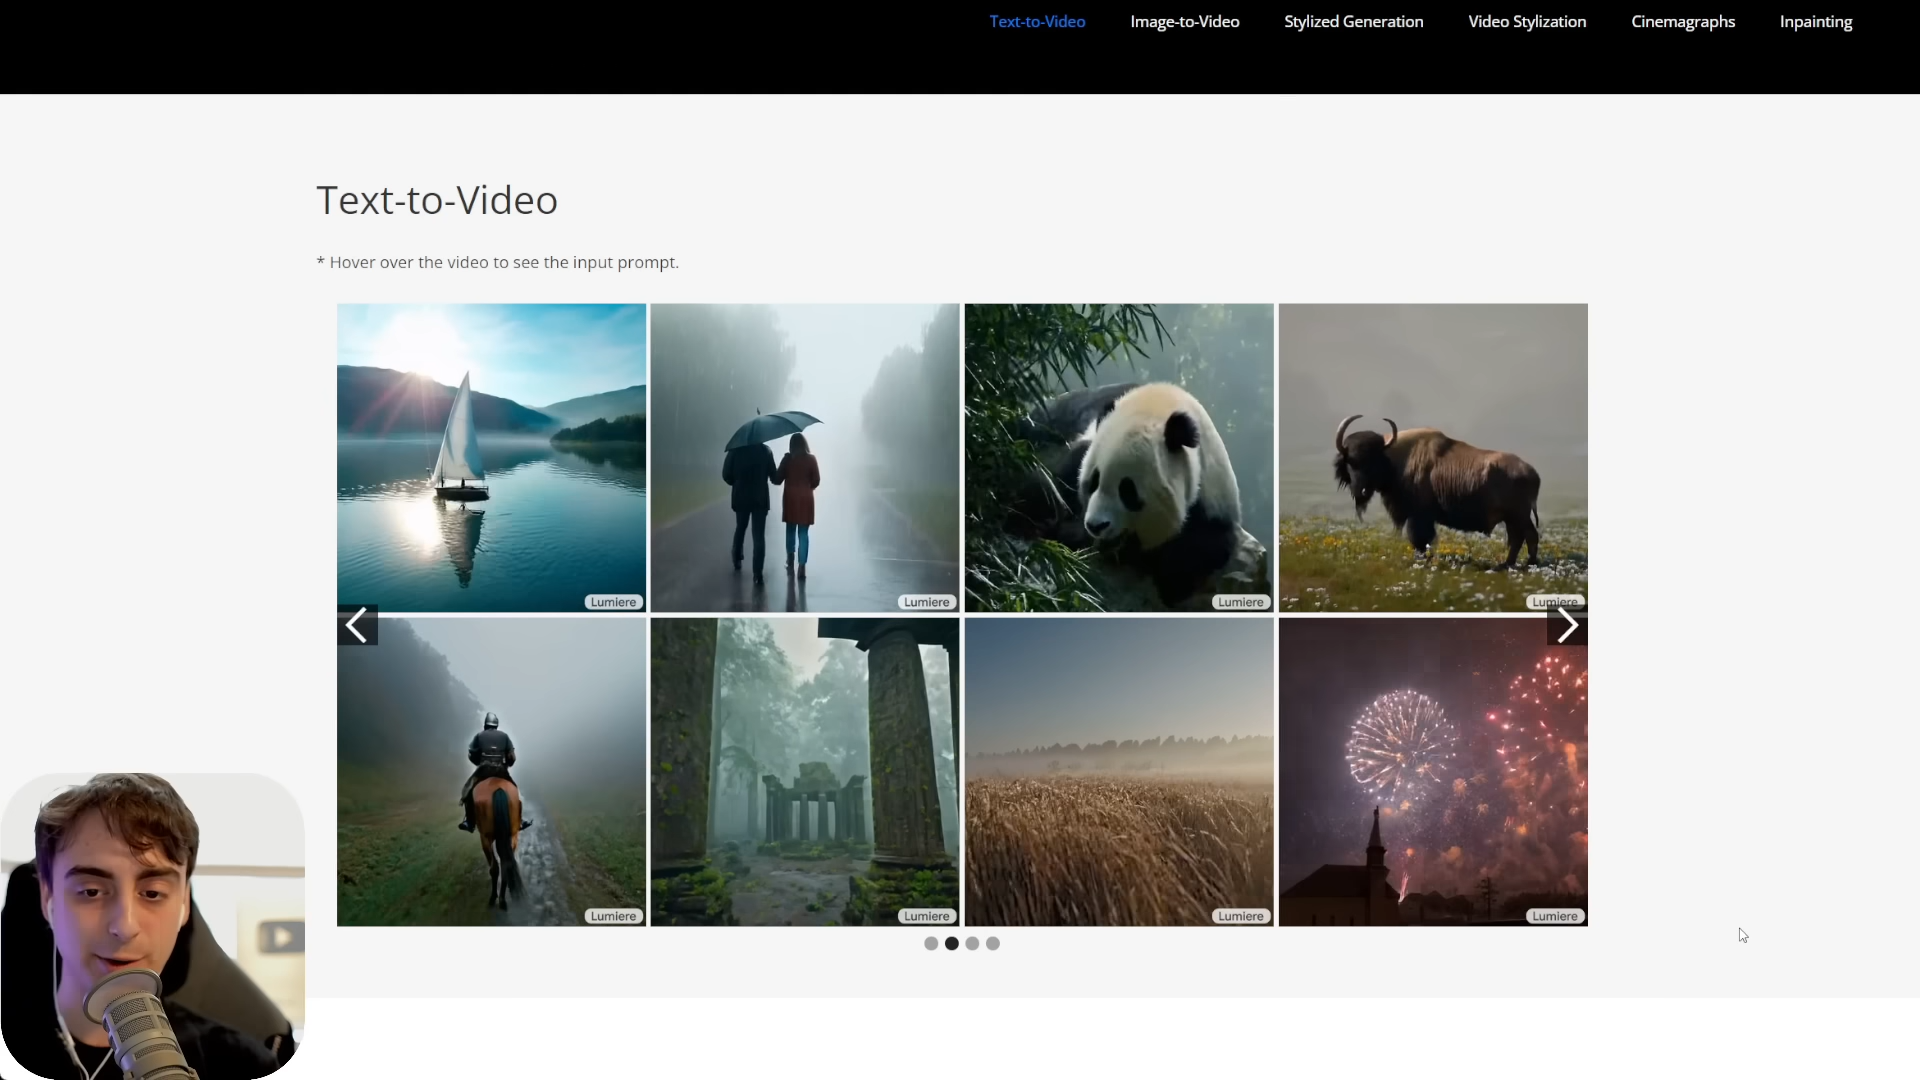 Text-to-Video Image-to-Video Stylized Generation Video Stylization Cinemagraphs Inpainting
Text-to-Video
* Hover over the video to see the input prompt.
Lumiere
Lumiere
Lumiere
Lumiere
Lumiere
Lumiere
Lumiere
Lumiere